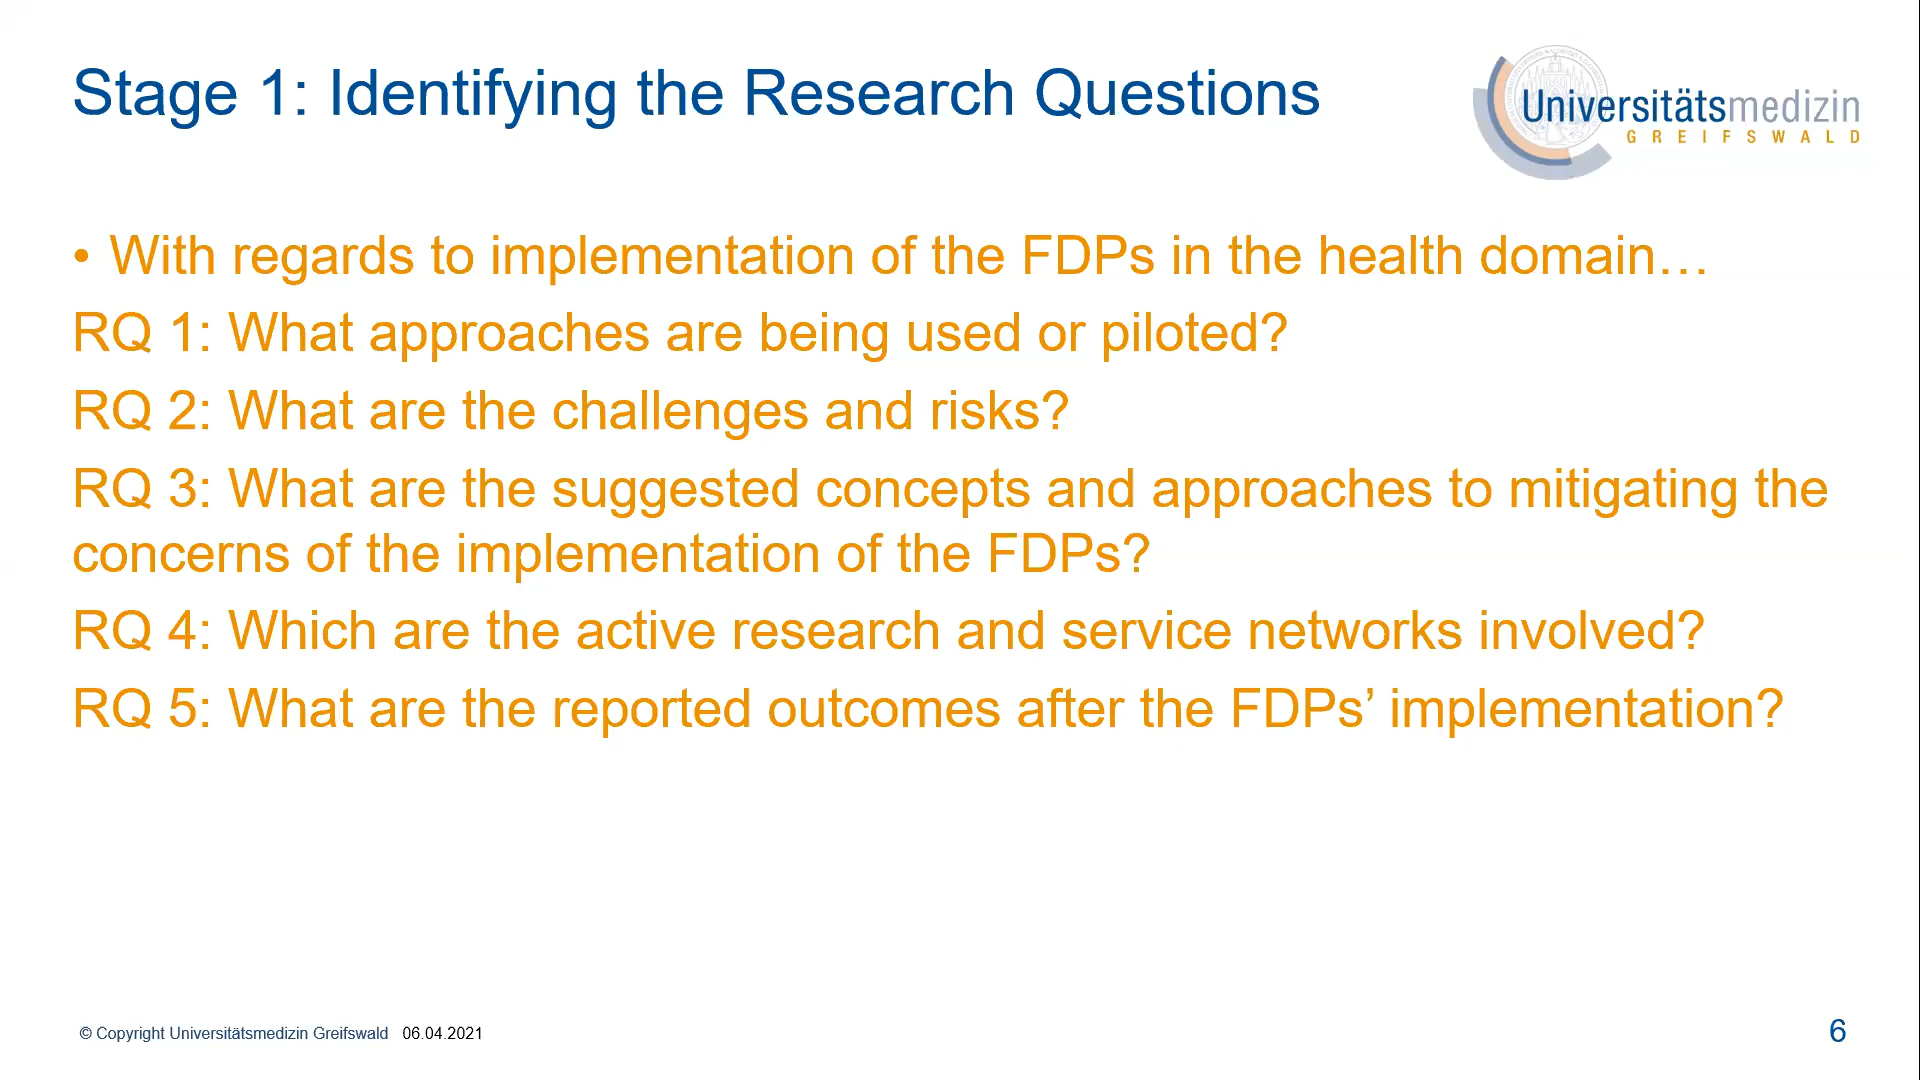 Stage 1: Identifying the Research Questions
Universitätsmedizin
GREIFSWALD
• With regards to implementation of the FDPs in the health domain…
RQ 1: What approaches are being used or piloted?
RQ 2: What are the challenges and risks?
RQ 3: What are the suggested concepts and approaches to mitigating the
concerns of the implementation of the FDPs?
RQ 4: Which are the active research and service networks involved?
RQ 5: What are the reported outcomes after the FDPs’ implementation?
© Copyright Universitätsmedizin Greifswald 06.04.2021
6